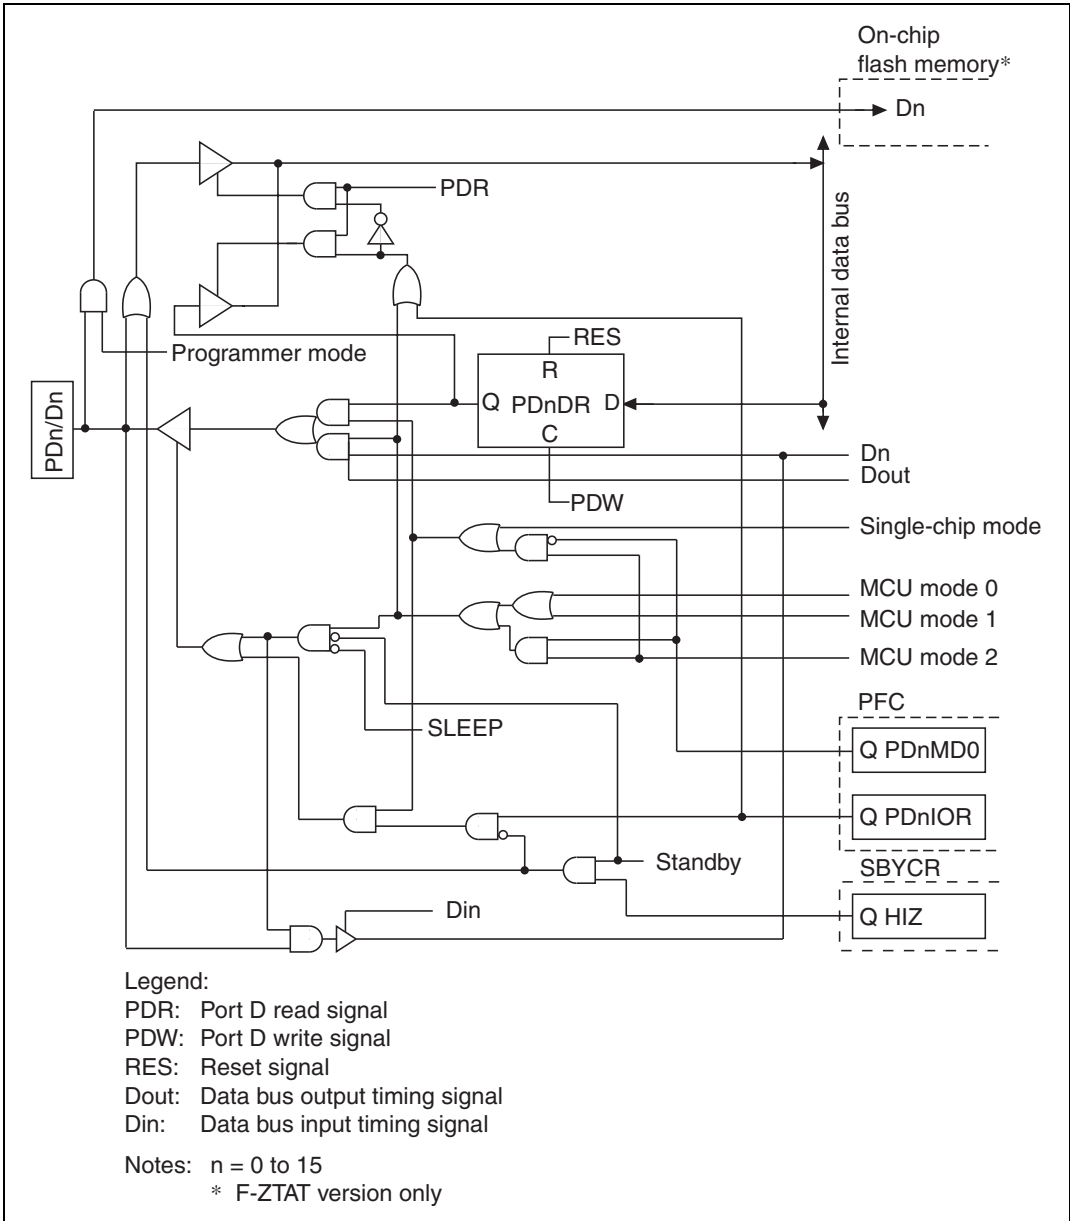 On-chip
flash memory*
Dn
PDR
Internal data bus
Programmer mode
RES
R
Q PDnDR D
C
PDn/Dn
PDW
Dn
Dout
Single-chip mode
MCU mode 0
MCU mode 1
MCU mode 2
PFC
SLEEP
Q PDnMD0
Q PDnIOR
Standby
SBYCR
Din
Q HIZ
Legend:
PDR: Port D read signal
PDW: Port D write signal
RES: Reset signal
Dout: Data bus output timing signal
Din: Data bus input timing signal
Notes: n = 0 to 15
* F-ZTAT version only